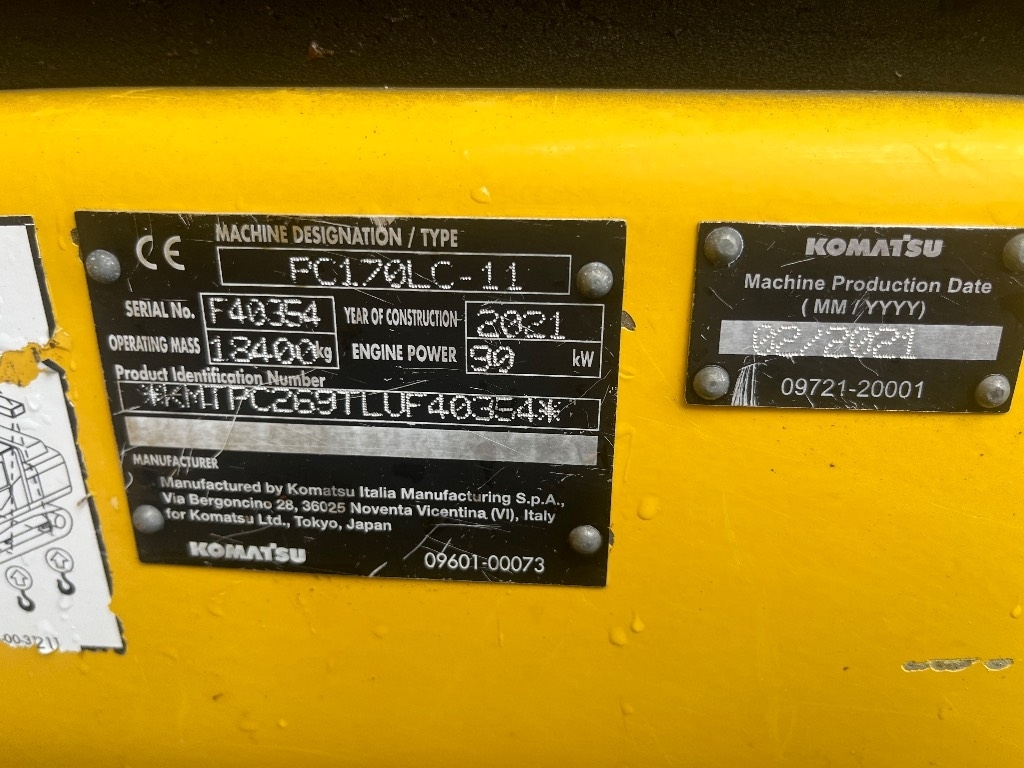 CE
MACHINE DESIGNATION / TYPE
PC170LC-11
SERIAL No. F40354 YEAR OF CONSTRUCTION 2021
OPERATING MASS 18400kg ENGINE POWER 90 kW
Product Identification Number
*KMTPC269TLUF40354*
MANUFACTURER
Manufactured by Komatsu Italia Manufacturing S.p.A.,
Via Bergoncino 28, 36025 Noventa Vicentina (VI), Italy
for Komatsu Ltd., Tokyo, Japan
KOMATSU 09601-00073
KOMATSU
Machine Production Date
(MM / YYYY)
02/2021
09721-20001